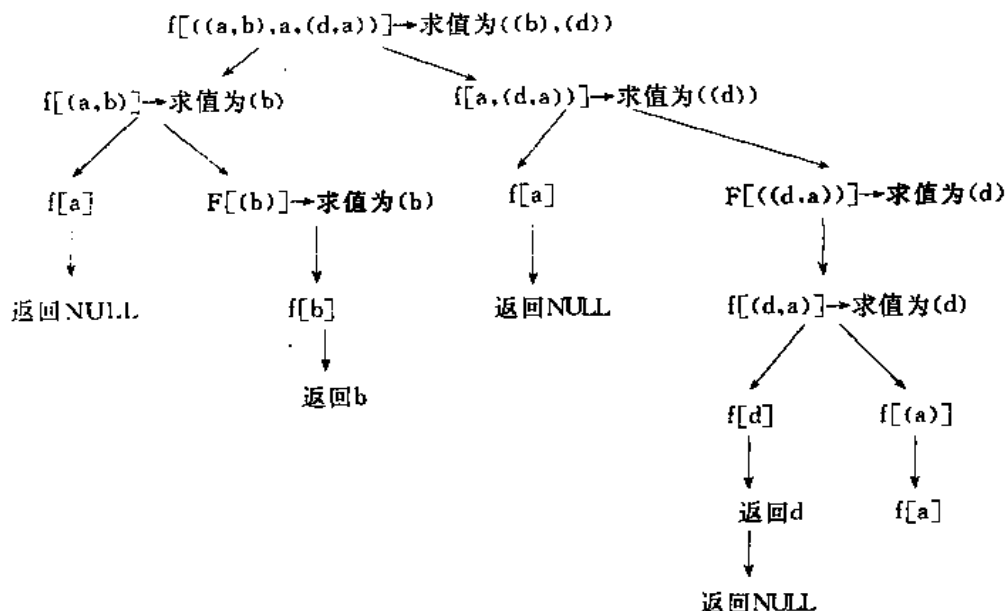 f[((a,b),a,(d,a))]→求值为((b),(d))
f[(a,b)]→求值为(b)
f[a,(d,a))]→求值为((d))
f[a]
F[(b)]→求值为(b)
f[a]
F[((d,a))]→求值为(d)
返回NULL
f[b]
返回NULL
f[(d,a)]→求值为(d)
返回b
f[d]
f[(a)]
返回d
f[a]
返回NULL